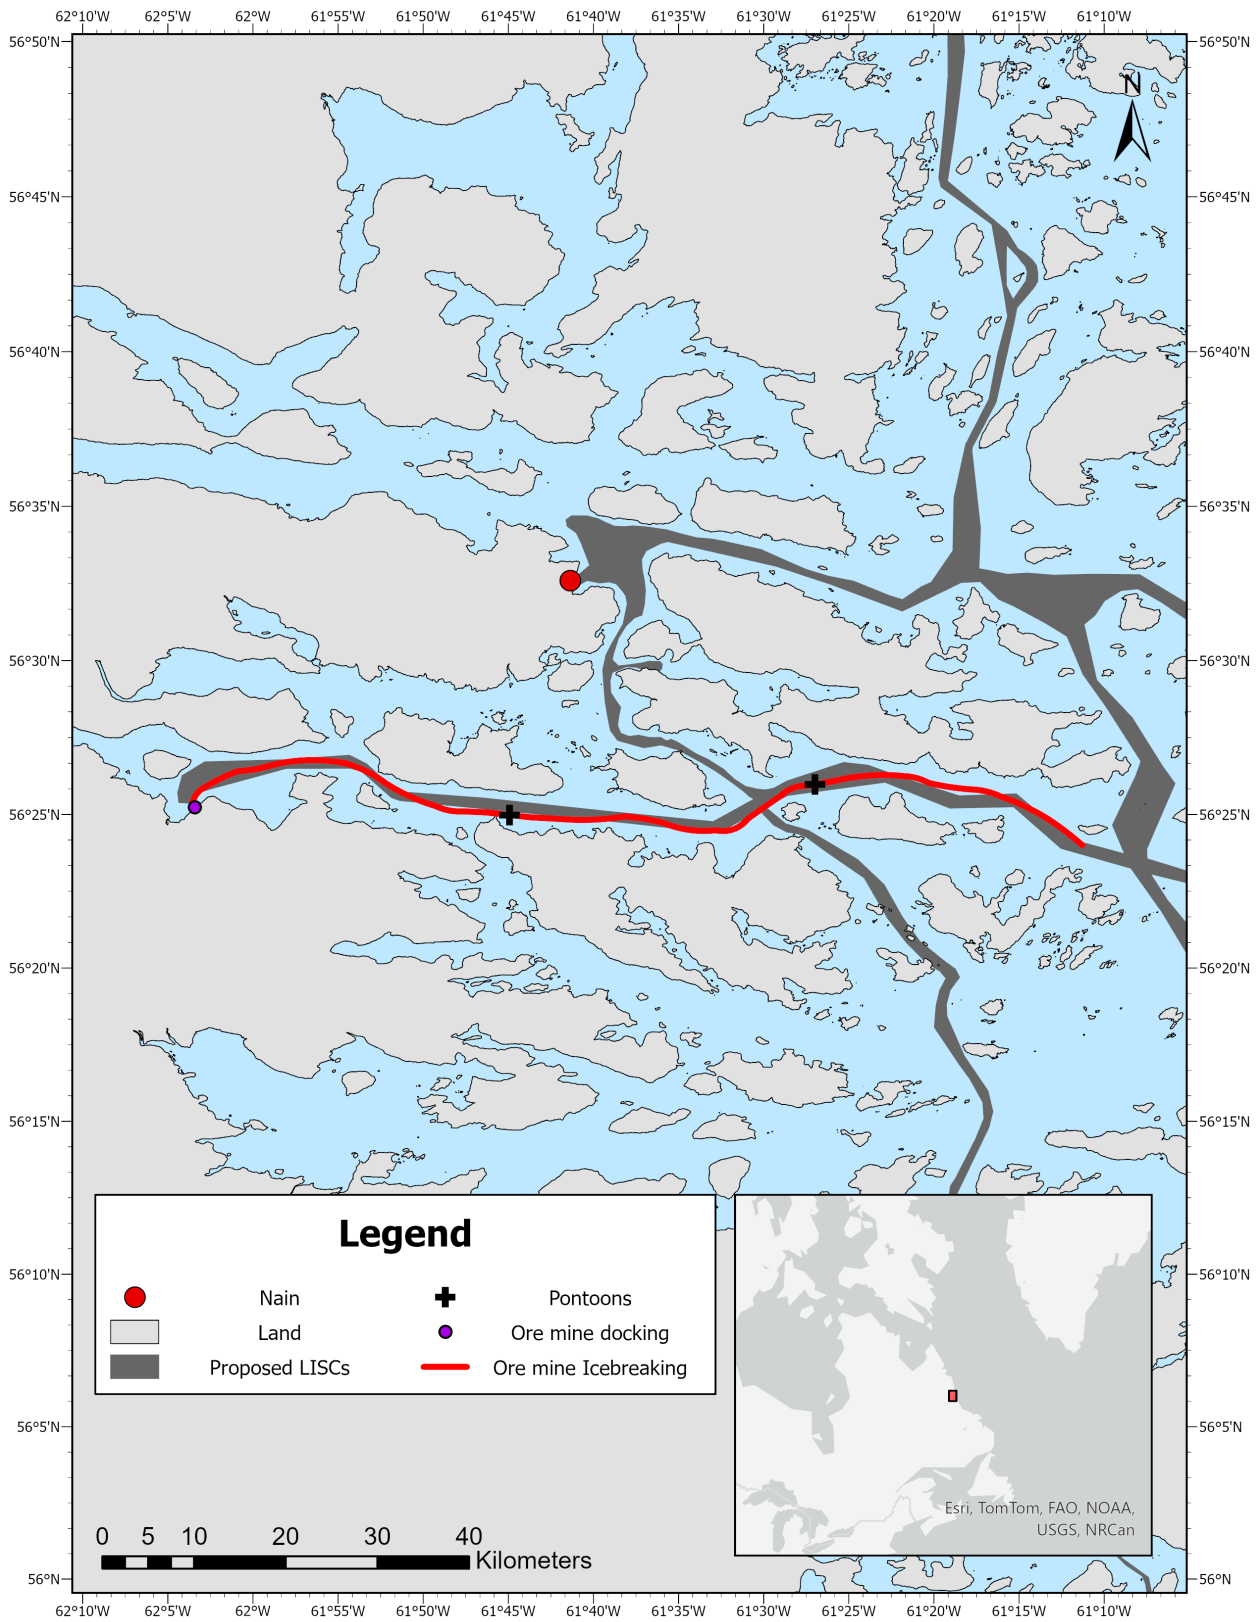 62°10'W 62°5'W 62°W 61°55'W 61°50'W 61°45'W 61°40'W 61°35'W 61°30'W 61°25'W 61°20'W 61°15'W 61°10'W
56°50'N 56°50'N
N
56°45'N 56°45'N
56°40'N 56°40'N
56°35'N 56°35'N
56°30'N 56°30'N
56°25'N 56°25'N
56°20'N 56°20'N
56°15'N 56°15'N
Legend
56°10'N 56°10'N
Nain Pontoons
Land Ore mine docking
Proposed LISCs Ore mine Icebreaking
56°5'N 56°5'N
Esri, TomTom, FAO, NOAA,
USGS, NRCan
0 5 10 20 30 40
Kilometers
56°N 56°N
62°10'W 62°5'W 62°W 61°55'W 61°50'W 61°45'W 61°40'W 61°35'W 61°30'W 61°25'W 61°20'W 61°15'W 61°10'W